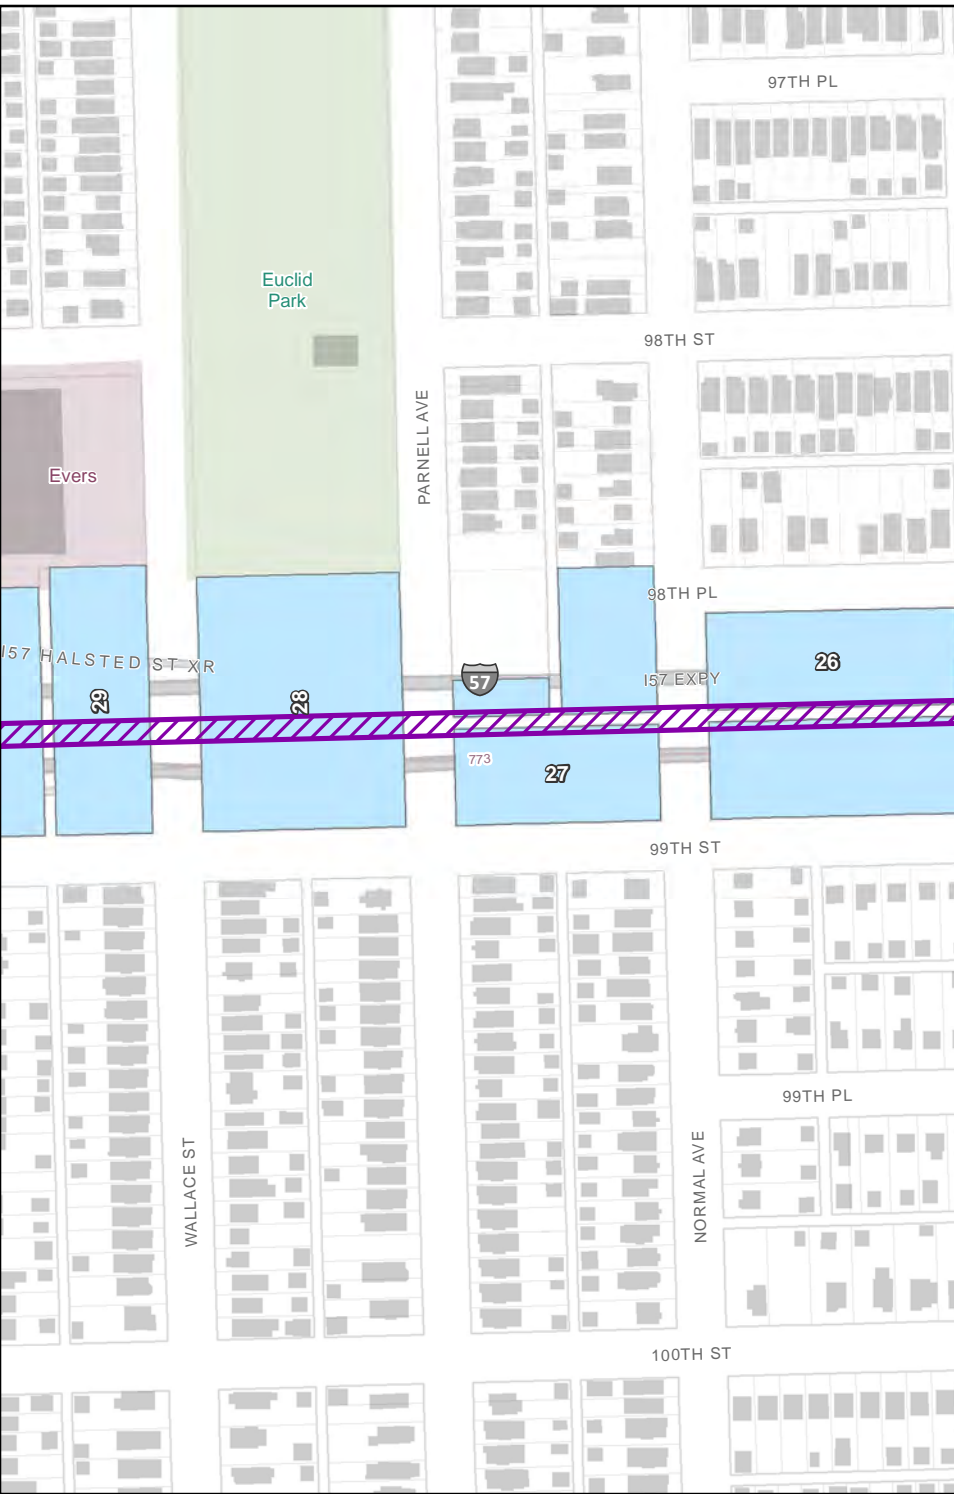 97TH PL
Euclid
Park
98TH ST
PARNELL AVE
Evers
98TH PL
I57 HALSTED ST XR
57
I57 EXPY
26
29
28
773
27
99TH ST
99TH PL
WALLACE ST
NORMAL AVE
100TH ST